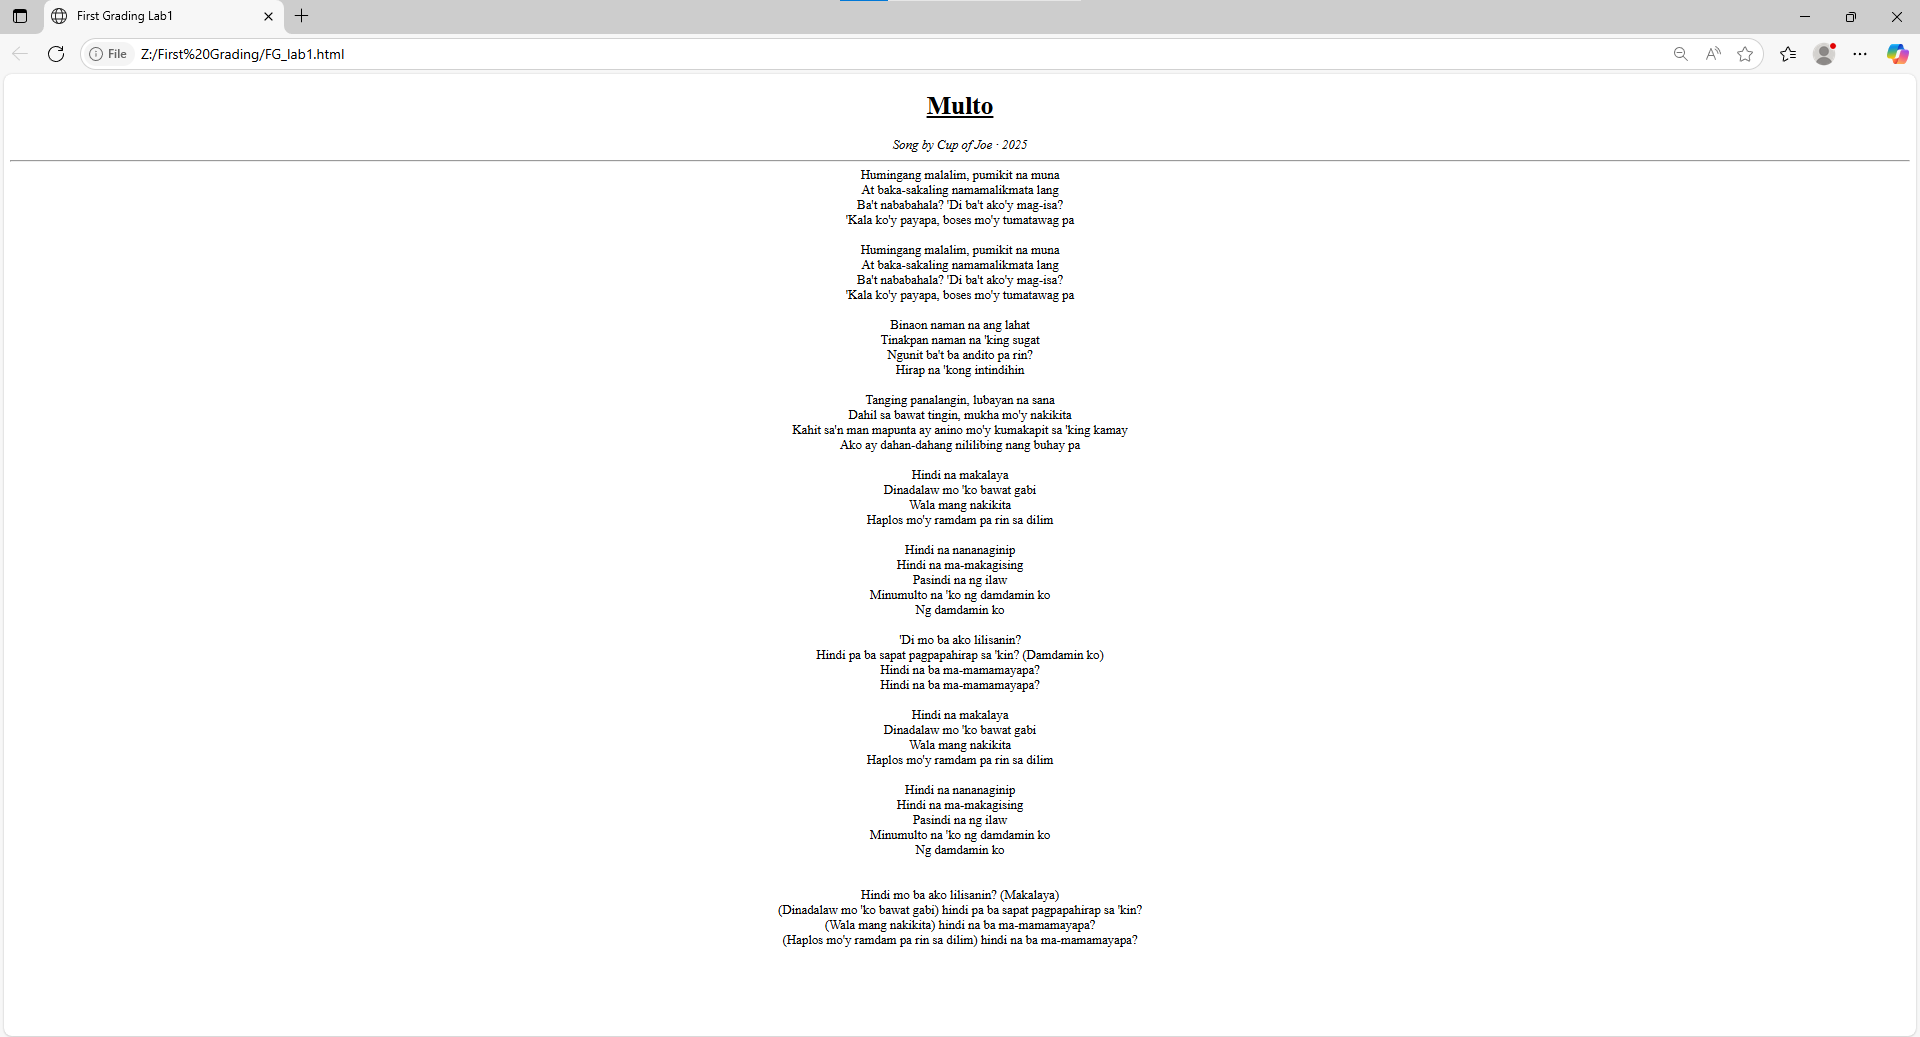 First Grading Lab1
File
Z:/First%20Grading/FG_lab1.html
Multo
Song by Cup of Joe · 2025
Humingang malalim, pumikit na muna
At baka-sakaling namamalikmata lang
Ba't nababahala? 'Di ba't ako'y mag-isa?
'Kala ko'y payapa, boses mo'y tumatawag pa
Humingang malalim, pumikit na muna
At baka-sakaling namamalikmata lang
Ba't nababahala? 'Di ba't ako'y mag-isa?
'Kala ko'y payapa, boses mo'y tumatawag pa
Binaon naman na ang lahat
Tinakpan naman na 'king sugat
Ngunit ba't ba andito pa rin?
Hirap na 'kong intindihin
Tanging panalangin, lubayan na sana
Dahil sa bawat tingin, mukha mo'y nakikita
Kahit sa'n man mapunta ay anino mo'y kumakapit sa 'king kamay
Ako ay dahan-dahang nililibing nang buhay pa
Hindi na makalaya
Dinadalaw mo 'ko bawat gabi
Wala mang nakikita
Haplos mo'y ramdam pa rin sa dilim
Hindi na nananaginip
Hindi na ma-makagising
Pasindi na ng ilaw
Minumulto na 'ko ng damdamin ko
Ng damdamin ko
'Di mo ba ako lilisanin?
Hindi pa ba sapat pagpapahirap sa 'kin? (Damdamin ko)
Hindi na ba ma-mamamayapa?
Hindi na ba ma-mamamayapa?
Hindi na makalaya
Dinadalaw mo 'ko bawat gabi
Wala mang nakikita
Haplos mo'y ramdam pa rin sa dilim
Hindi na nananaginip
Hindi na ma-makagising
Pasindi na ng ilaw
Minumulto na 'ko ng damdamin ko
Ng damdamin ko
Hindi mo ba ako lilisanin? (Makalaya)
(Dinadalaw mo 'ko bawat gabi) hindi pa ba sapat pagpapahirap sa 'kin?
(Wala mang nakikita) hindi na ba ma-mamamayapa?
(Haplos mo'y ramdam pa rin sa dilim) hindi na ba ma-mamamayapa?